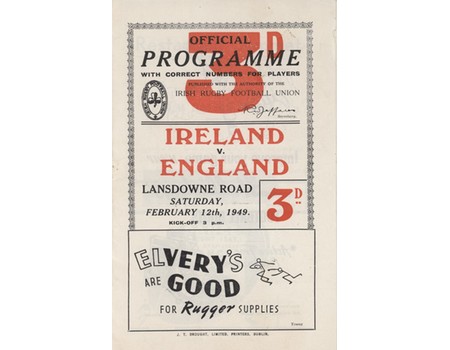 3D
OFFICIAL
PROGRAMME
WITH CORRECT NUMBERS FOR PLAYERS
PUBLISHED WITH THE AUTHORITY OF THE
IRISH RUGBY FOOTBALL UNION
IRELAND
v.
ENGLAND
LANSDOWNE ROAD
SATURDAY,
FEBRUARY 12th, 1949.
KICK-OFF 3 p.m.
3D.
ELVERY'S
ARE GOOD
FOR Rugger SUPPLIES
LIMITED, PRINTERS, DUBLIN.